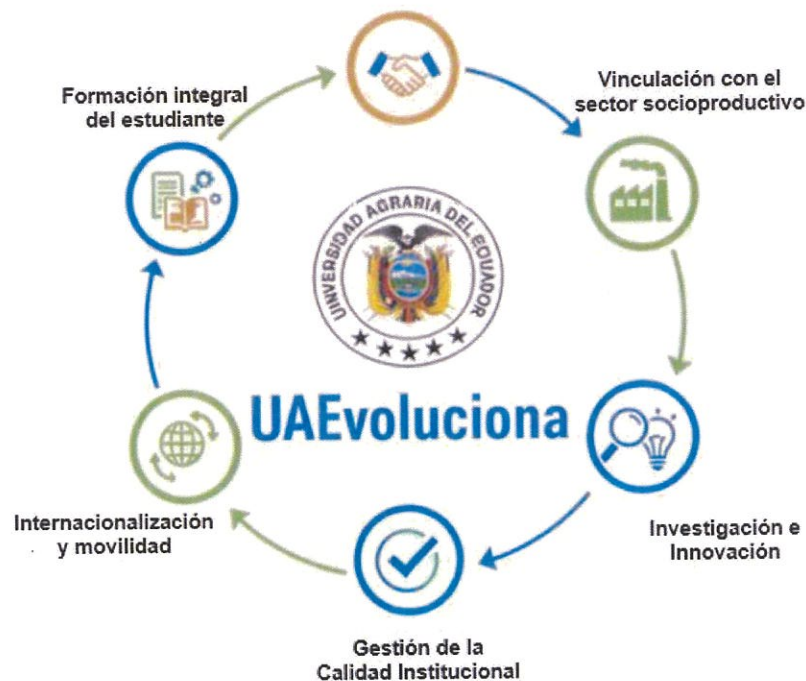 Formación integral
del estudiante
Vinculación con el
sector socioproductivo
UINVERSIDAD AGRARIA DEL ECUADOR
UAEvoluciona
Internacionalización
y movilidad
Investigación e
Innovación
Gestión de la
Calidad Institucional